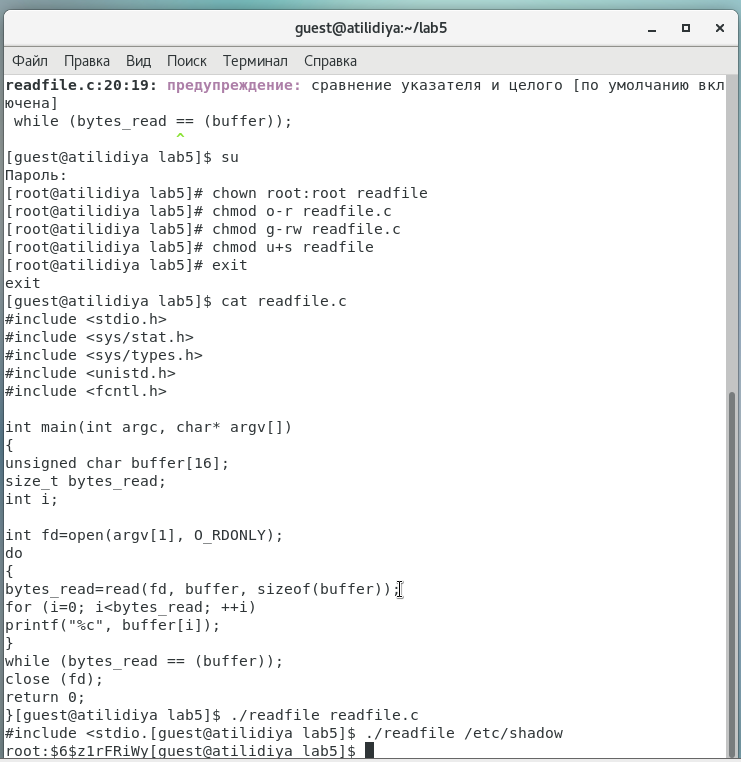 guest@atilidiya:~/lab5
Файл Правка Вид Поиск Терминал Справка
readfile.c:20:19: предупреждение: сравнение указателя и целого [по умолчанию вкл
ючена]
 while (bytes_read == (buffer));
^
[guest@atilidiya lab5]$ su
Пароль:
[root@atilidiya lab5]# chown root:root readfile
[root@atilidiya lab5]# chmod o-r readfile.c
[root@atilidiya lab5]# chmod g-rw readfile.c
[root@atilidiya lab5]# chmod u+s readfile
[root@atilidiya lab5]# exit
exit
[guest@atilidiya lab5]$ cat readfile.c
#include <stdio.h>
#include <sys/stat.h>
#include <sys/types.h>
#include <unistd.h>
#include <fcntl.h>
int main(int argc, char* argv[])
{
unsigned char buffer[16];
size_t bytes_read;
int i;
int fd=open(argv[1], O_RDONLY);
do
{
bytes_read=read(fd, buffer, sizeof(buffer));
for (i=0; i<bytes_read; ++i)
printf("%c", buffer[i]);
}
while (bytes_read == (buffer));
close (fd);
return 0;
}[guest@atilidiya lab5]$ ./readfile readfile.c
#include <stdio.[guest@atilidiya lab5]$ ./readfile /etc/shadow
root:$6$z1rFRiWy[guest@atilidiya lab5]$